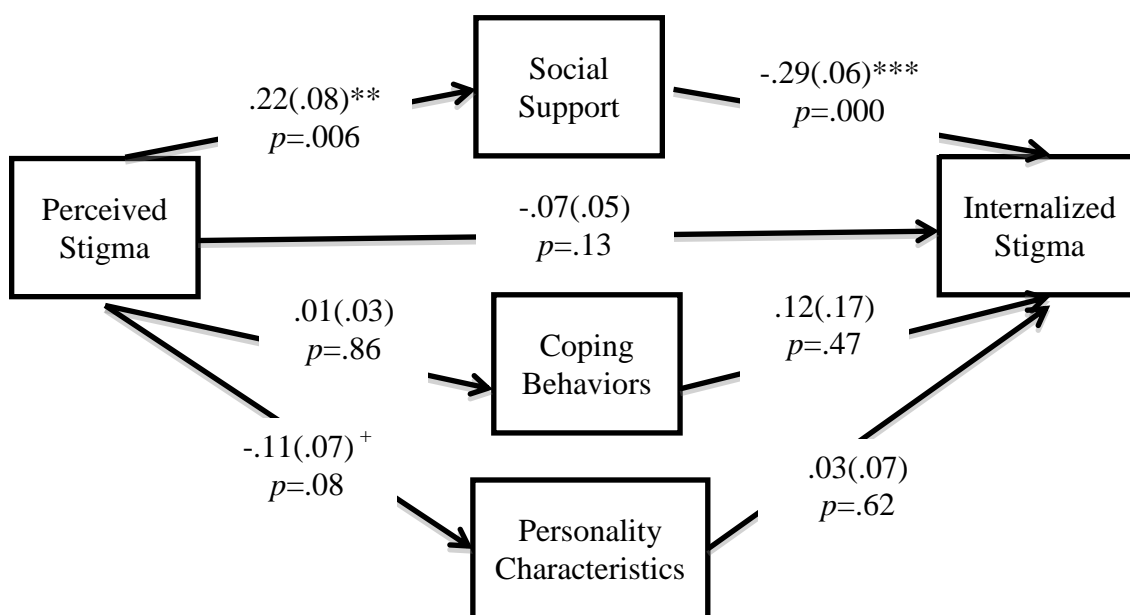 Social
Support
.22(.08)**
p=.006
-.29(.06)***
p=.000
Perceived
Stigma
-.07(.05)
p=.13
Internalized
Stigma
.01(.03)
p=.86
Coping
Behaviors
.12(.17)
p=.47
-.11(.07) +
p=.08
Personality
Characteristics
.03(.07)
p=.62